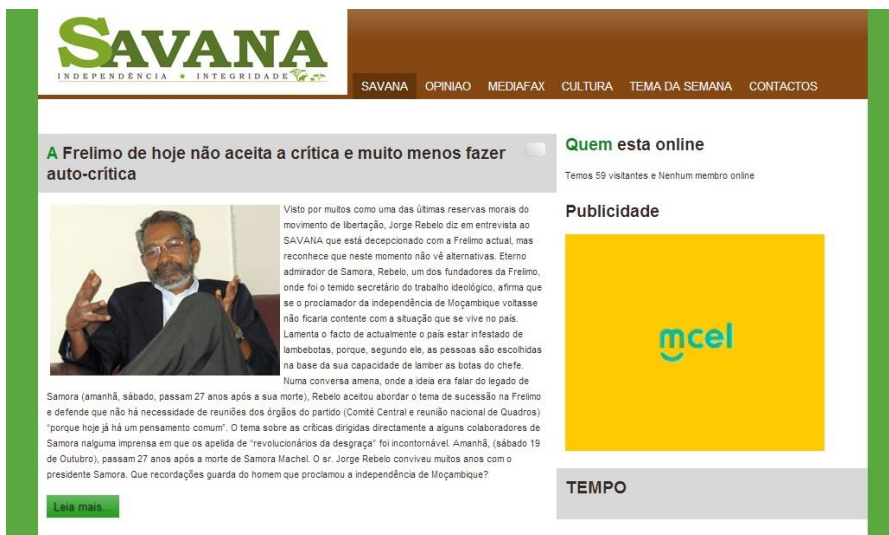 SAVANA
INDEPENDÊNCIA ★ INTEGRIDADE
SAVANA OPINIAO MEDIAFAX CULTURA TEMA DA SEMANA CONTACTOS
A Frelimo de hoje não aceita a crítica e muito menos fazer
auto-crítica
Visto por muitos como uma das últimas reservas morais do
movimento de libertação, Jorge Rebelo diz em entrevista ao
SAVANA que está decepcionado com a Frelimo actual, mas
reconhece que neste momento não vê alternativas. Eterno
admirador de Samora, Rebelo, um dos fundadores da Frelimo,
onde foi o temido secretário do trabalho ideológico, afirma que
se o proclamador da independência de Moçambique voltasse
não ficaria contente com a situação que se vive no país.
Lamenta o facto de actualmente o país estar infestado de
lambebotas, porque, segundo ele, as pessoas são escolhidas
na base da sua capacidade de lamber as botas do chefe.
Numa conversa amena, onde a ideia era falar do legado de
Samora (amanhã, sábado, passam 27 anos após a sua morte), Rebelo aceitou abordar o tema de sucessão na Frelimo
e defende que não há necessidade de reuniões dos órgãos do partido (Comité Central e reunião nacional de Quadros)
"porque hoje já há um pensamento comum". O tema sobre as críticas dirigidas directamente a alguns colaboradores de
Samora nalguma imprensa em que os apelida de "revolucionários da desgraça" foi incontornável. Amanhã, (sábado 19
de Outubro), passam 27 anos após a morte de Samora Machel. O sr. Jorge Rebelo conviveu muitos anos com o
presidente Samora. Que recordações guarda do homem que proclamou a independência de Moçambique?
Leia mais...
Quem esta online
Temos 59 visitantes e Nenhum membro online
Publicidade
mcel
TEMPO